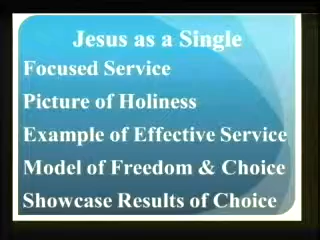 Jesus as a Single
Focused Service
Picture of Holiness
Example of Effective Service
Model of Freedom & Choice
Showcase Results of Choice